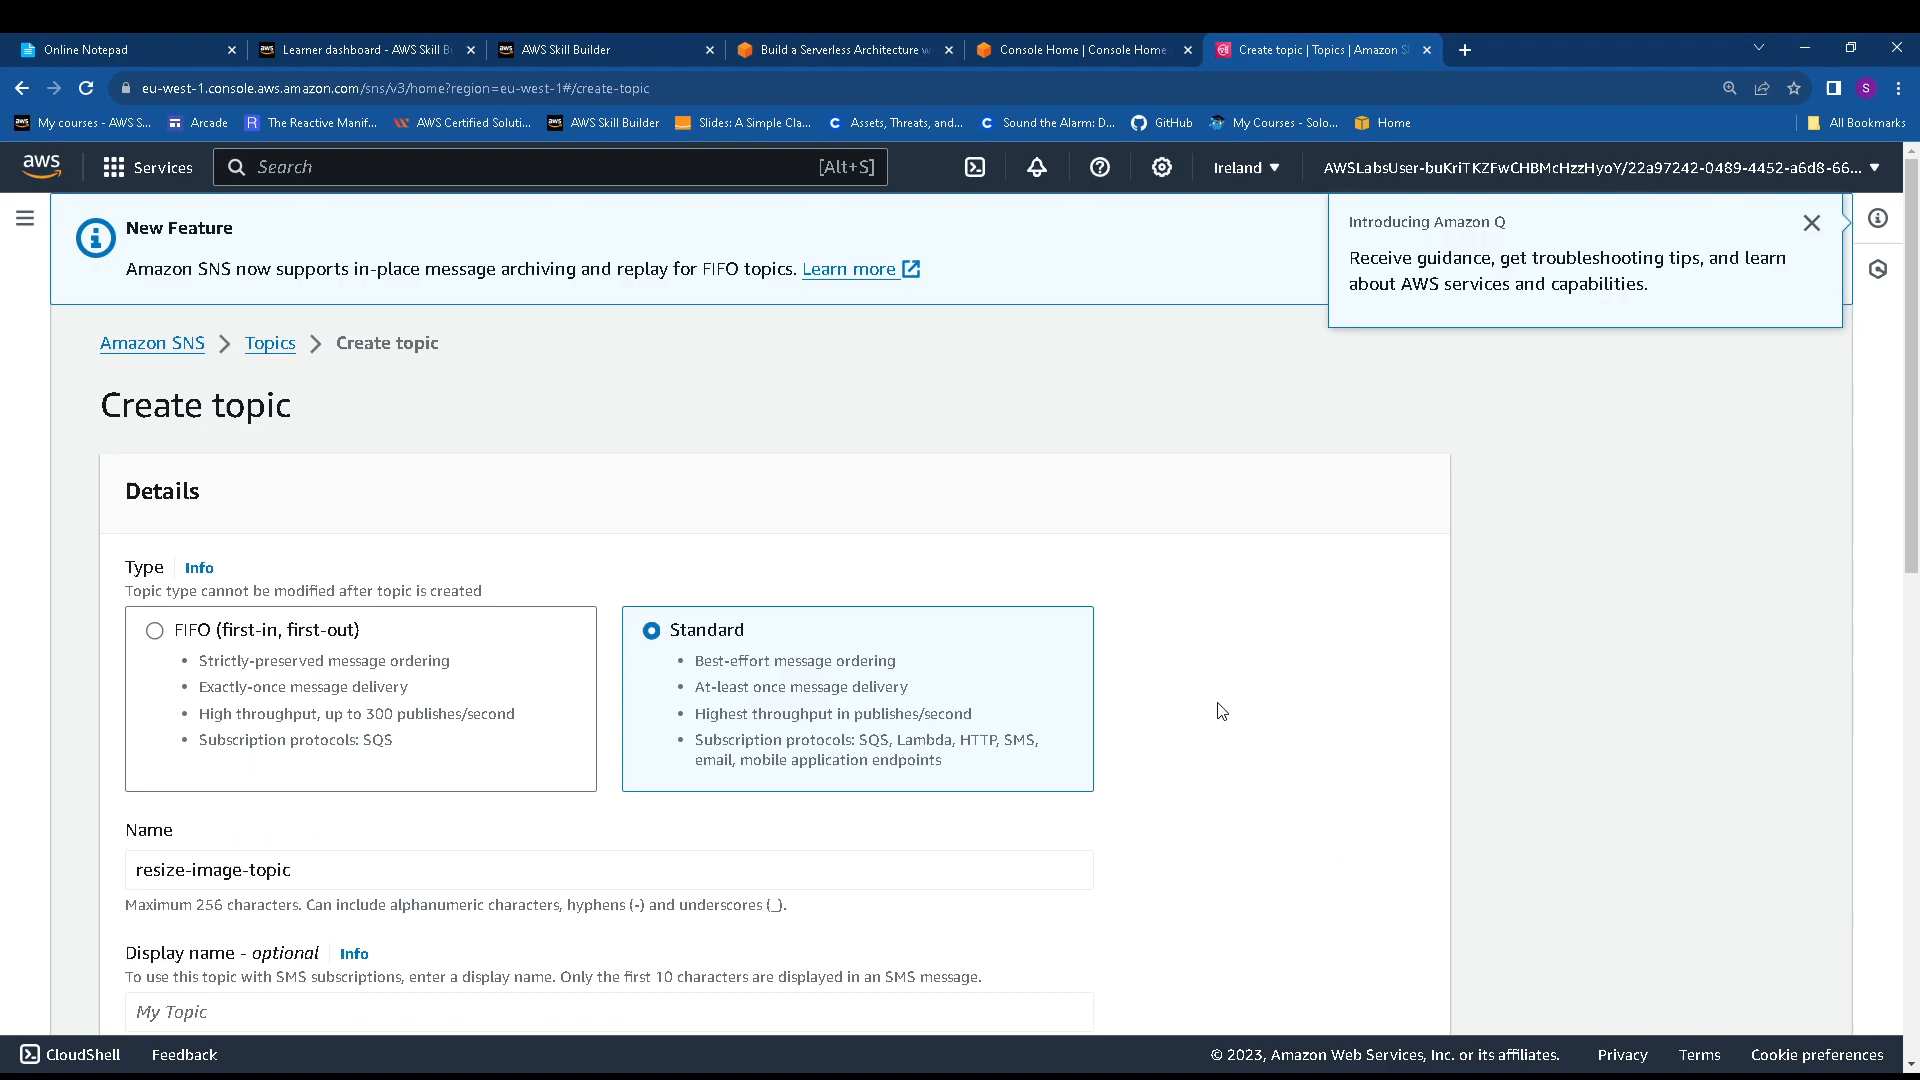 Online Notepad
Learner dashboard - AWS Skill B
AWS Skill Builder
Build a Serverless Architecture w
Console Home | Console Home
Create topic | Topics | Amazon S
eu-west-1.console.aws.amazon.com/sns/v3/home?region=eu-west-1#/create-topic
S
My courses - AWS S...
Arcade
R
The Reactive Manif...
AWS Certified Soluti...
AWS Skill Builder
Slides: A Simple Cla...
Assets, Threats, and...
Sound the Alarm: D...
GitHub
My Courses - Solo...
Home
All Bookmarks
aws
Services
Search
[Alt+S]
Ireland
AWSLabsUser-buKriTKZFwCHBMcHzzHyoY/22a97242-0489-4452-a6d8-66...
New Feature
Amazon SNS now supports in-place message archiving and replay for FIFO topics. Learn more
Introducing Amazon Q
Receive guidance, get troubleshooting tips, and learn
about AWS services and capabilities.
Amazon SNS
Topics
Create topic
Create topic
Details
Type
Info
Topic type cannot be modified after topic is created
FIFO (first-in, first-out)
• Strictly-preserved message ordering
• Exactly-once message delivery
• High throughput, up to 300 publishes/second
• Subscription protocols: SQS
Standard
• Best-effort message ordering
• At-least once message delivery
• Highest throughput in publishes/second
• Subscription protocols: SQS, Lambda, HTTP, SMS,
email, mobile application endpoints
Name
resize-image-topic
Maximum 256 characters. Can include alphanumeric characters, hyphens (-) and underscores (_).
Display name - optional
Info
To use this topic with SMS subscriptions, enter a display name. Only the first 10 characters are displayed in an SMS message.
My Topic
CloudShell
Feedback
© 2023, Amazon Web Services, Inc. or its affiliates.
Privacy
Terms
Cookie preferences